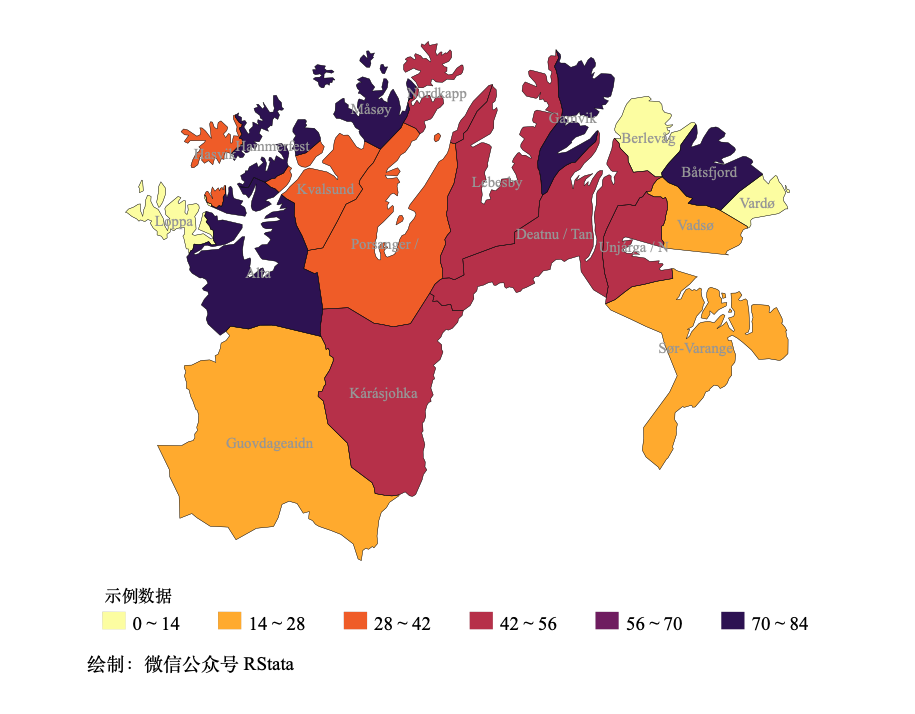 Nordkapp
Måsøy
Gamvik
Berlevåg
Hammerfest
Hasvik
Båtsfjord
Lebesby
Kvalsund
Vardø
Loppa
Vadsø
Deatnu / Tan
Porsanger /
Unjárga / N
Alta
Sør-Varange
Kárásjohka
Guovdageaidn
示例数据
0 ~ 14 14 ~ 28 28 ~ 42 42 ~ 56 56 ~ 70 70 ~ 84
绘制：微信公众号 RStata